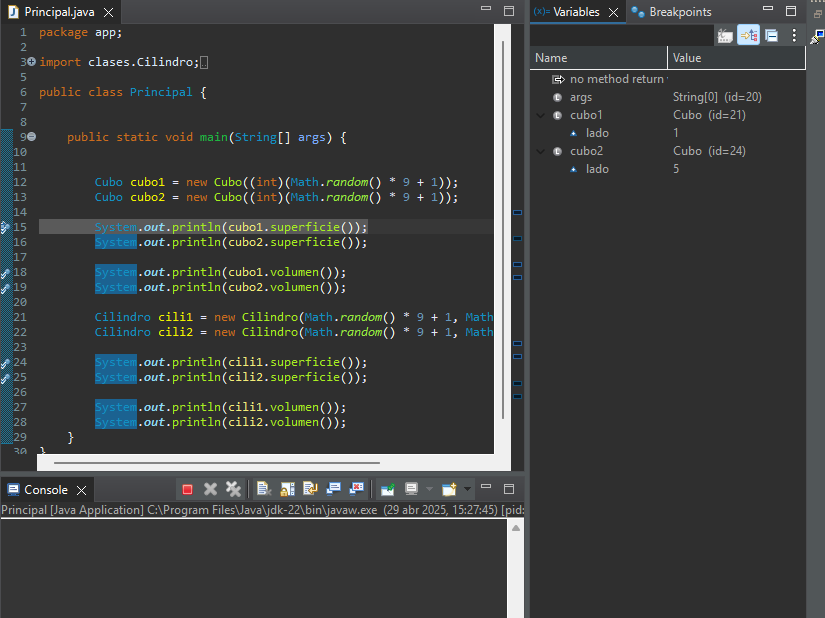 Principal.java
1 package app;
2
3 import clases.Cilindro;
5
6 public class Principal {
7
8
9 public static void main(String[] args) {
10
11
12 Cubo cubo1 = new Cubo((int)(Math.random() * 9 + 1));
13 Cubo cubo2 = new Cubo((int)(Math.random() * 9 + 1));
14
15 System.out.println(cubo1.superficie());
16 System.out.println(cubo2.superficie());
17
18 System.out.println(cubo1.volumen());
19 System.out.println(cubo2.volumen());
20
21 Cilindro cili1 = new Cilindro(Math.random() * 9 + 1, Math
22 Cilindro cili2 = new Cilindro(Math.random() * 9 + 1, Math
23
24 System.out.println(cili1.superficie());
25 System.out.println(cili2.superficie());
26
27 System.out.println(cili1.volumen());
28 System.out.println(cili2.volumen());
29 }
30 }
(x)= Variables
Breakpoints
Name Value
no method return
args String[0] (id=20)
cubo1 Cubo (id=21)
lado 1
cubo2 Cubo (id=24)
lado 5
Console
Principal [Java Application] C:\Program Files\Java\jdk-22\bin\javaw.exe (29 abr 2025, 15:27:45) [pid: